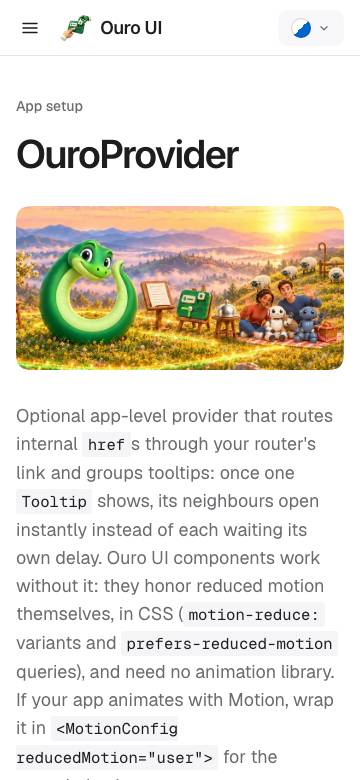 Ouro UI
App setup
OuroProvider
Optional app-level provider that routes
internal href s through your router's
link and groups tooltips: once one
Tooltip shows, its neighbours open
instantly instead of each waiting its
own delay. Ouro UI components work
without it: they honor reduced motion
themselves, in CSS ( motion-reduce:
variants and prefers-reduced-motion
queries), and need no animation library.
If your app animates with Motion, wrap
it in <MotionConfig
reducedMotion="user"> for the